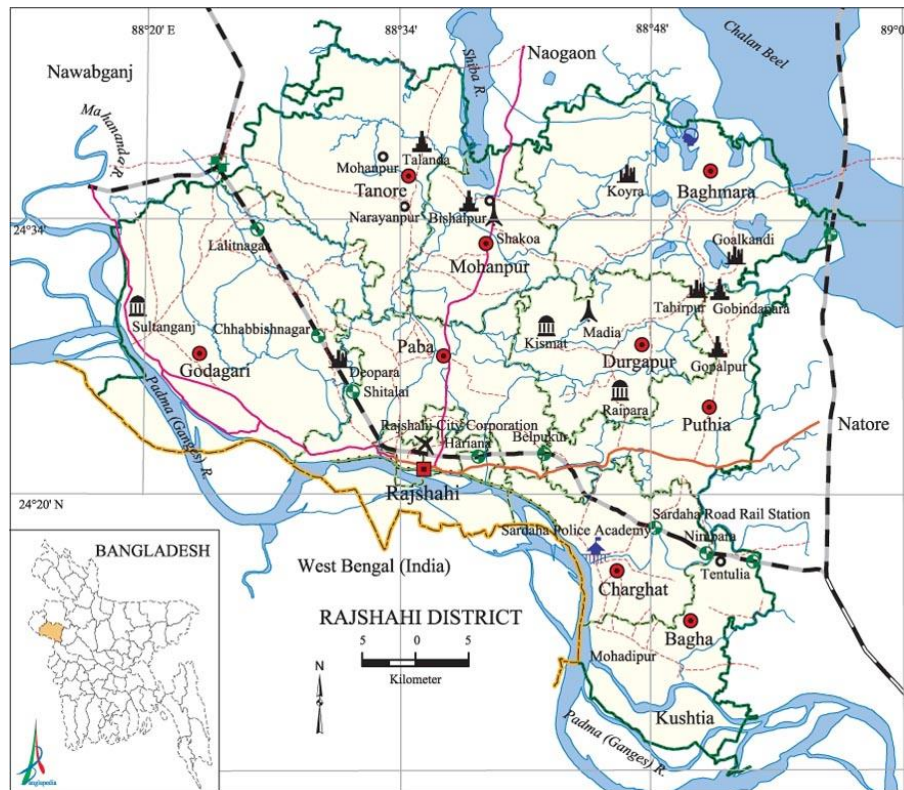 88°20 E
88°34
88°48
89°0
Nawabganj
Naogaon
Chalan Beel
Shiba R.
Mahananda R.
Mohanpur
Talanda
Tanore
Koyra
Baghmara
Narayanpur
Bishalpur
24°34
Lalitnagar
Shakoa
Mohanpur
Goalkandi
Sultanganj
Chhabbishnagar
Tahirpur
Gobindapara
Kismat
Madia
Paba
Durgapur
Godagari
Deopara
Gopalpur
Shitalai
Raipara
Puthia
Padma (Ganges) R.
Rajshahi City Corporation
Hariana
Belpukur
Natore
Rajshahi
24°20 N
Sardaha Road Rail Station
Sardaha Police Academy
Nimpara
BANGLADESH
West Bengal (India)
Tentulia
Charghat
RAJSHAHI DISTRICT
5 0 5
Kilometer
Bagha
N
Mohadipur
Kushtia
Padma (Ganges) R.